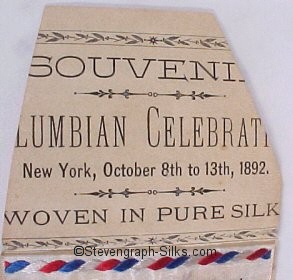 SOUVENI
LUMBIAN CELEBRATI
New York, October 8th to 13th, 1892.
WOVEN IN PURE SILK
©Stevengraph-Silks.com